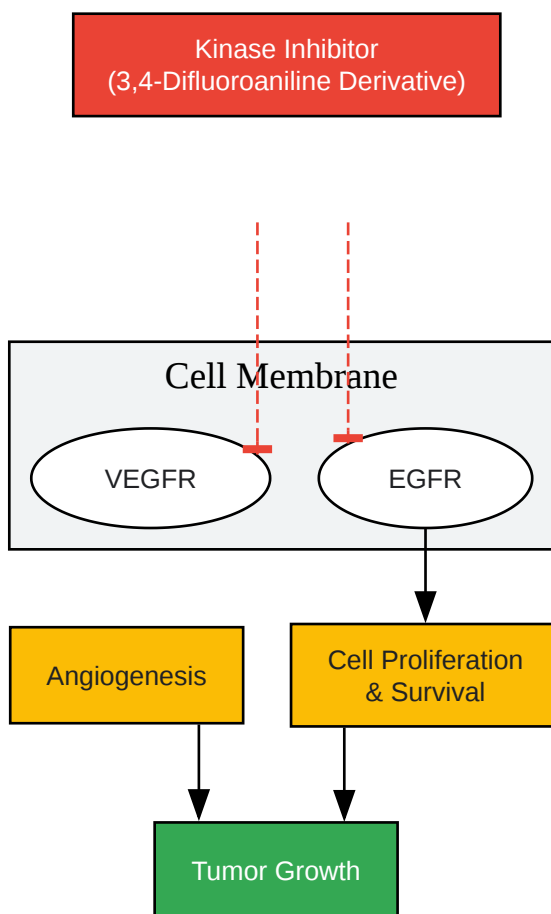 Kinase Inhibitor
(3,4-Difluoroaniline Derivative)
Cell Membrane
VEGFR
EGFR
Angiogenesis
Cell Proliferation
& Survival
Tumor Growth